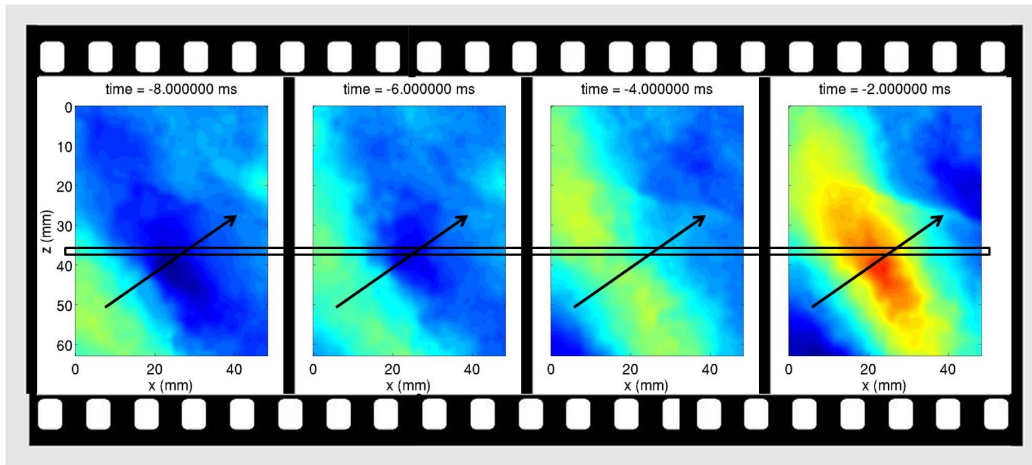 time = -8.000000 ms
time = -6.000000 ms
time = -4.000000 ms
time = -2.000000 ms
0
10
20
30
40
50
60
z (mm)
0 20 40
0 20 40
0 20 40
0 20 40
x (mm)
x (mm)
x (mm)
x (mm)